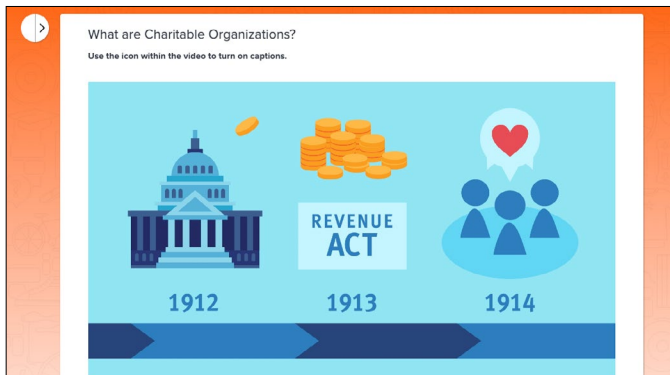 What are Charitable Organizations?
Use the icon within the video to turn on captions.
REVENUE
ACT
1912 1913 1914